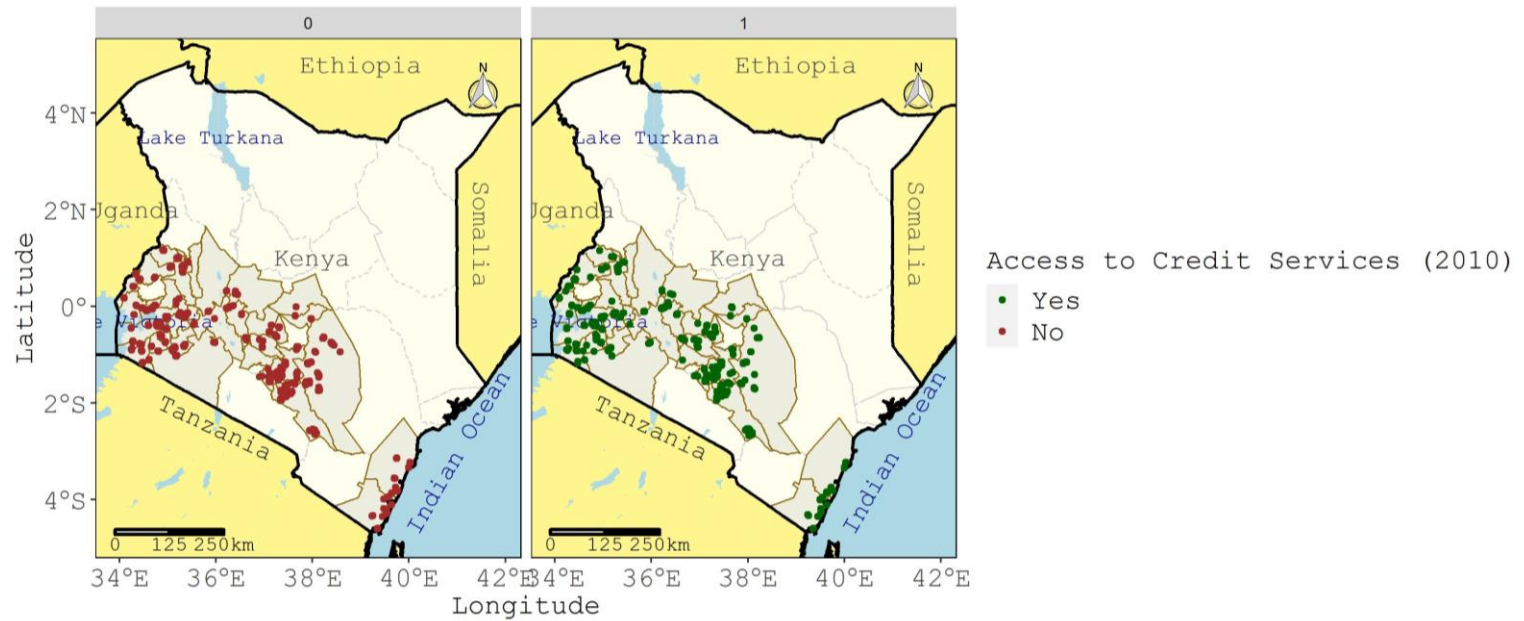 0
1
Ethiopia
Ethiopia
N
N
4°N
Lake Turkana
Lake Turkana
2°N
Uganda
Uganda
Somalia
Somalia
Kenya
Kenya
Latitude
0°
e Victoria
e Victoria
2°S
Tanzania
Tanzania
Indian Ocean
Indian Ocean
4°S
0 125 250 km
0 125 250 km
34°E 36°E 38°E 40°E 42°E
34°E 36°E 38°E 40°E 42°E
Longitude
Access to Credit Services (2010)
Yes
No